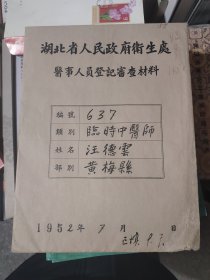 湖北省人民政府衛生處
醫事人員登記審查材料
編號 637
類別 臨時中醫師
姓名 汪德雲
部別 黃梅縣
1952年 7月 日